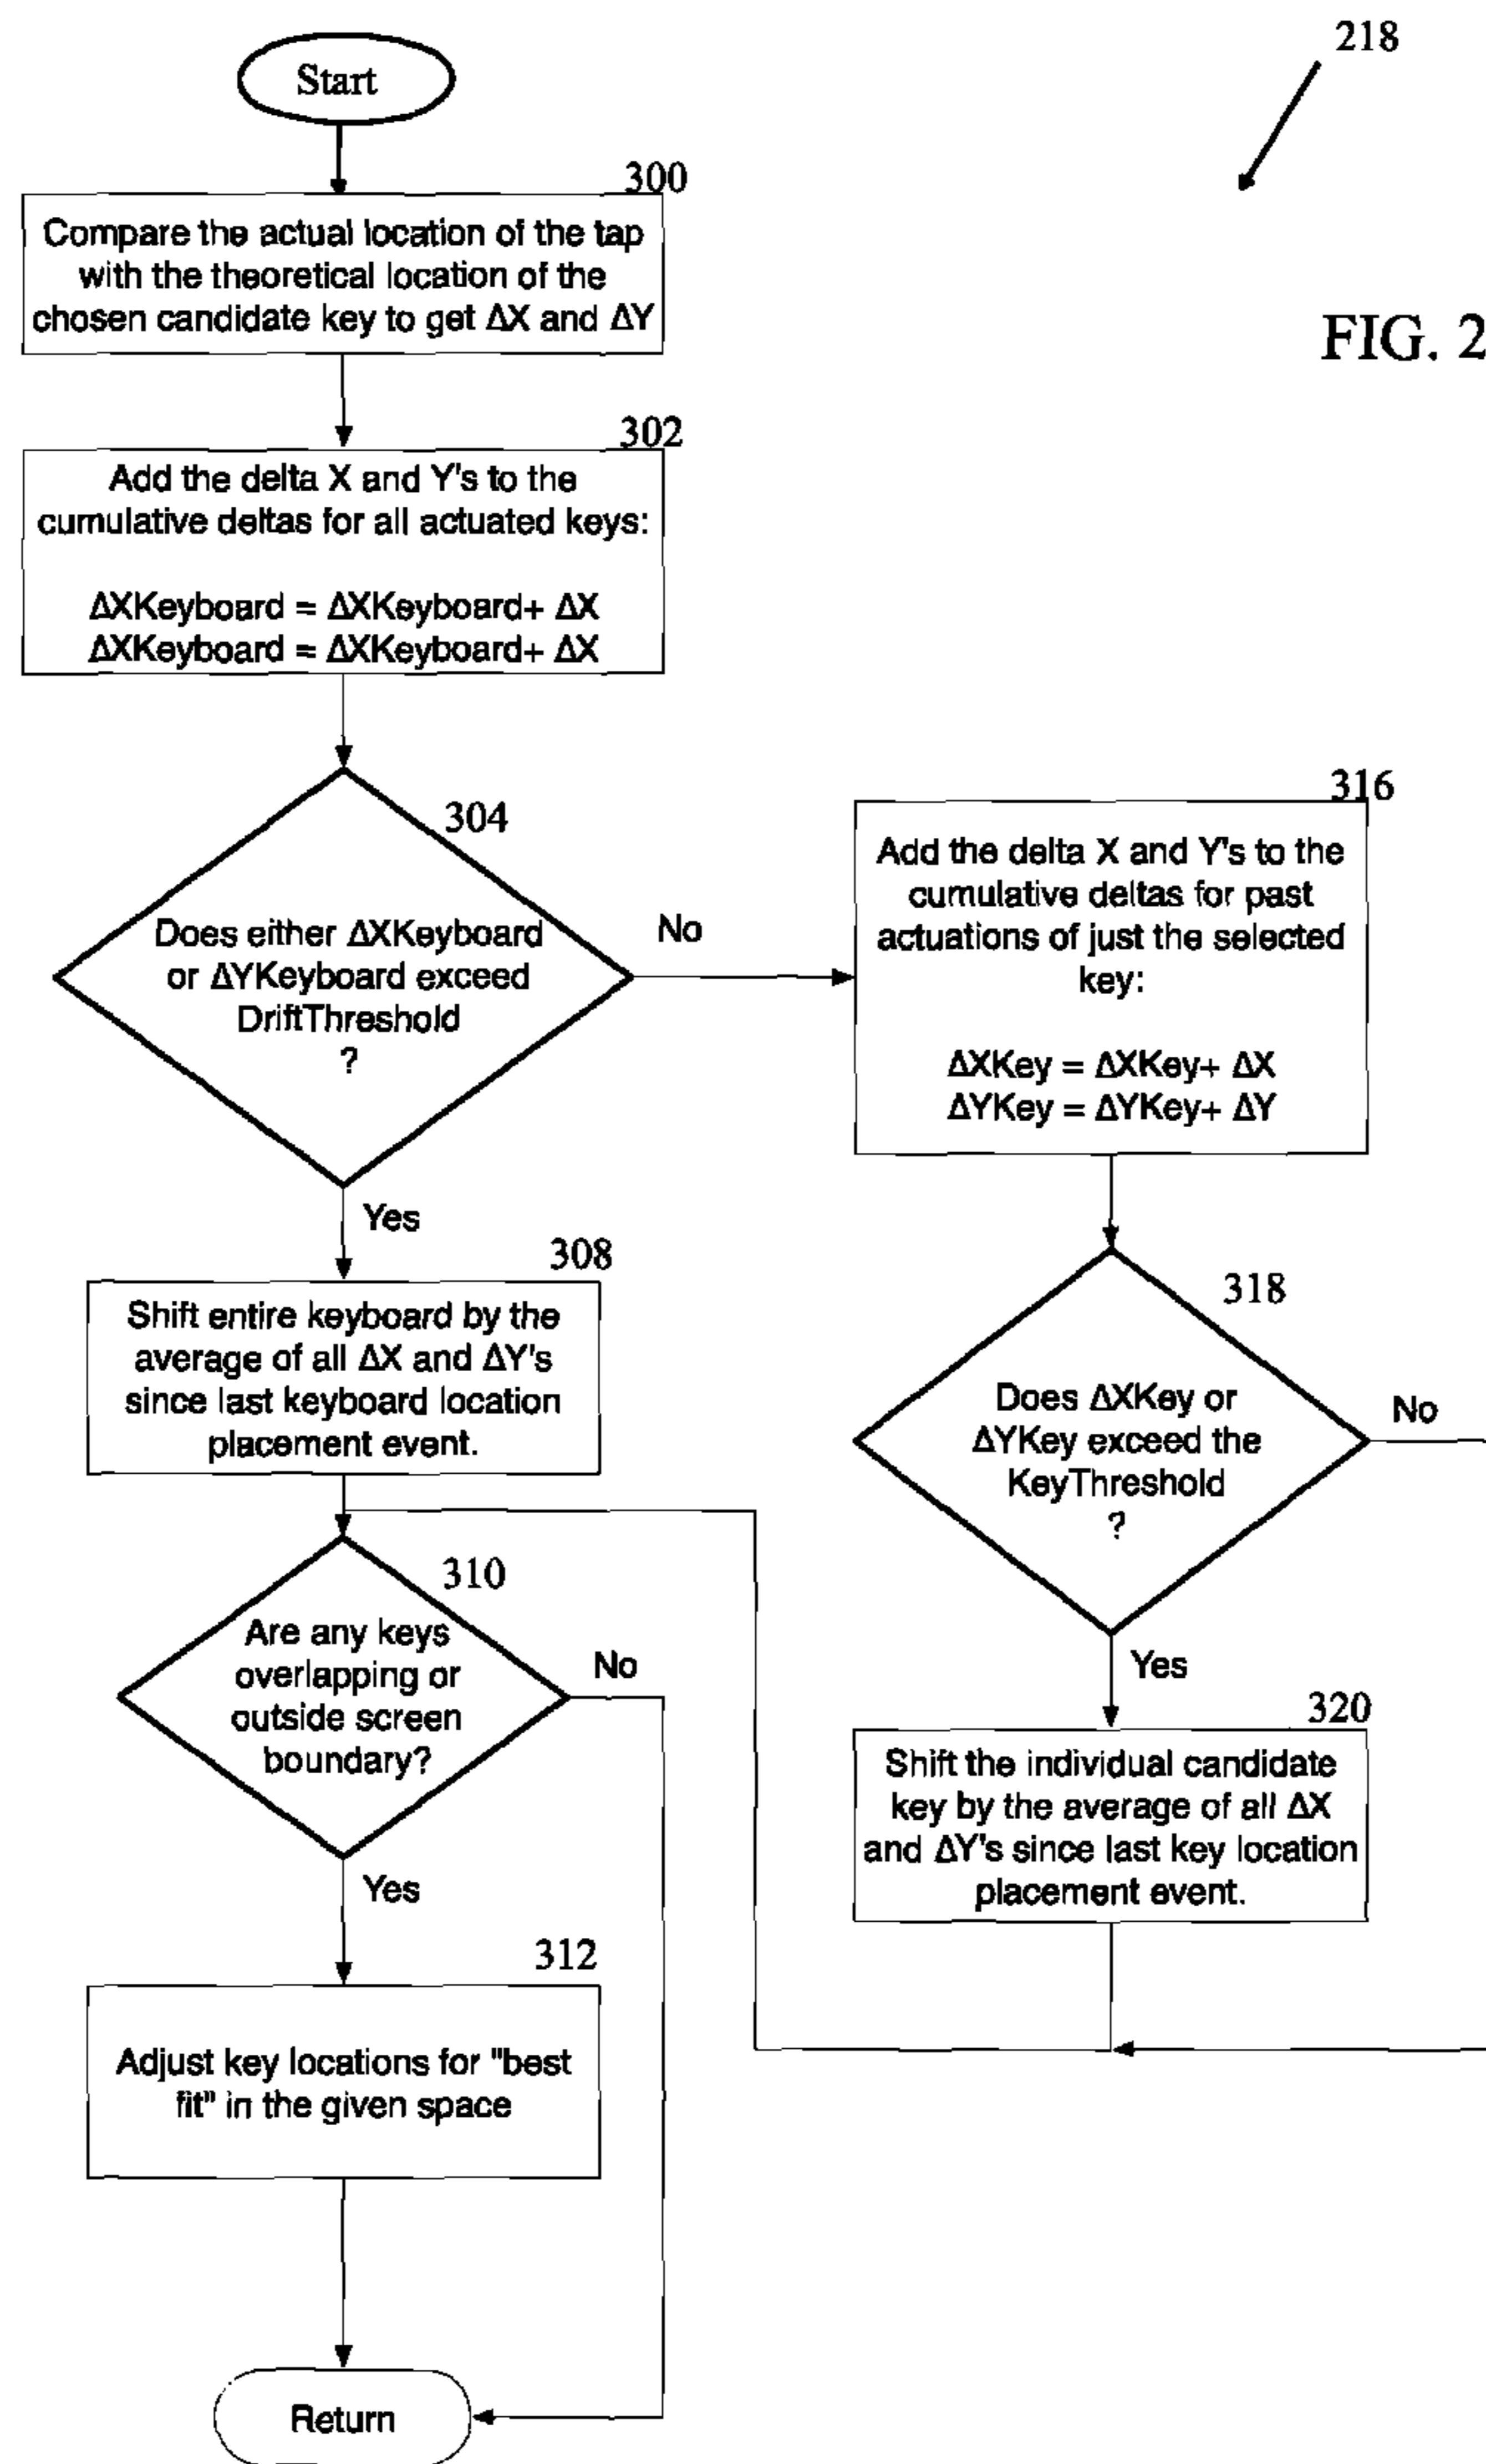 218
FIG. 2
Start
300
Compare the actual location of the tap
with the theoretical location of the
chosen candidate key to get ΔX and ΔY
302
Add the delta X and Y's to the
cumulative deltas for all actuated keys:
ΔXKeyboard = ΔXKeyboard+ ΔX
ΔXKeyboard = ΔXKeyboard+ ΔX
304
Does either ΔXKeyboard
or ΔYKeyboard exceed
DriftThreshold
?
No
Yes
316
Add the delta X and Y's to the
cumulative deltas for past
actuations of just the selected
key:
ΔXKey = ΔXKey+ ΔX
ΔYKey = ΔYKey+ ΔY
308
Shift entire keyboard by the
average of all ΔX and ΔY's
since last keyboard location
placement event.
318
Does ΔXKey or
ΔYKey exceed the
KeyThreshold
?
No
Yes
310
Are any keys
overlapping or
outside screen
boundary?
No
Yes
320
Shift the individual candidate
key by the average of all ΔX
and ΔY's since last key location
placement event.
312
Adjust key locations for "best
fit" in the given space
Return